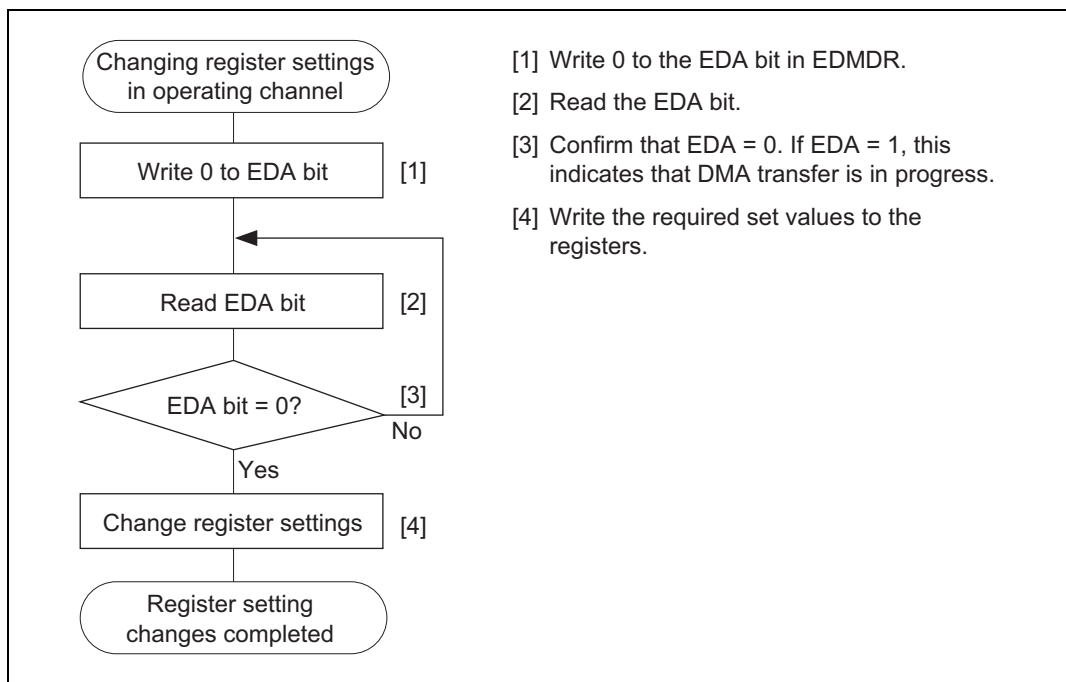 Changing register settings
in operating channel
Write 0 to EDA bit [1]
Read EDA bit [2]
EDA bit = 0? [3]
No
Yes
Change register settings [4]
Register setting
changes completed
[1] Write 0 to the EDA bit in EDMDR.
[2] Read the EDA bit.
[3] Confirm that EDA = 0. If EDA = 1, this
indicates that DMA transfer is in progress.
[4] Write the required set values to the
registers.